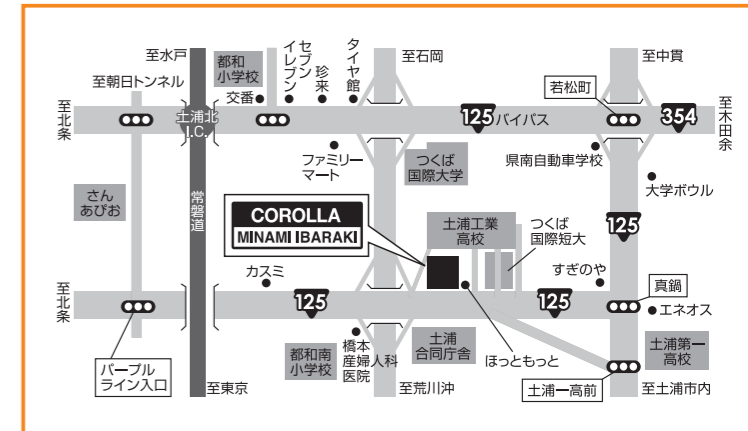 至水戸
都和
小学校
セブン
イレブン
珍来
タイヤ館
至石岡
至中貫
至朝日トンネル
交番
若松町
至北条
土浦北
I.C.
125 バイパス
354
至木田余
ファミリー
マート
つくば
国際大学
県南自動車学校
大学ボウル
さん
あぴお
常磐道
COROLLA
MINAMI IBARAKI
土浦工業
高校
つくば
国際短大
125
カスミ
すぎのや
真鍋
至北条
125
125
エネオス
パープル
ライン入口
都和南
小学校
橋本
産婦人科
医院
土浦
合同庁舎
ほっともっと
土浦第一
高校
至東京
至荒川沖
土浦一高前
至土浦市内